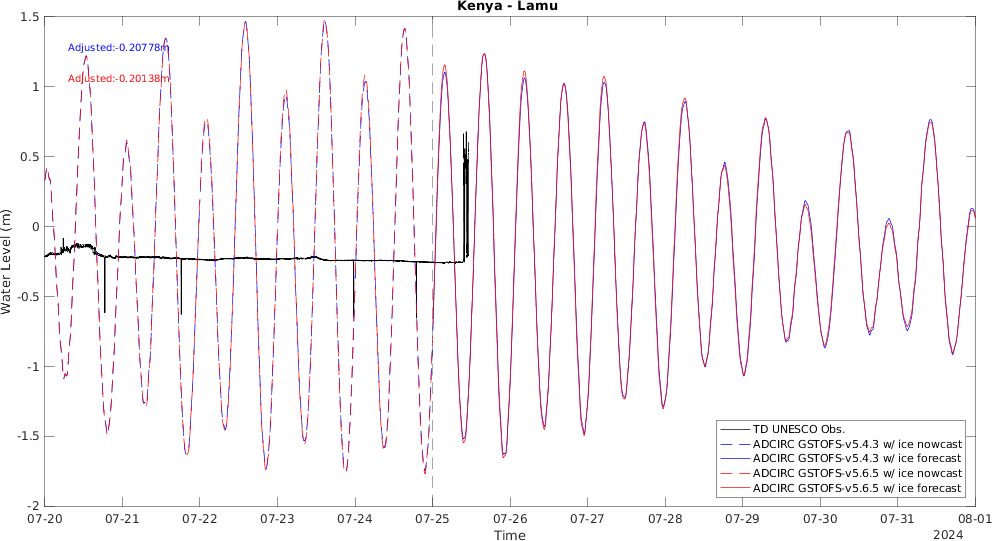 Kenya - Lamu
Adjusted:-0.20778m
Adjusted:-0.20138m
Water Level (m)
1.5
1
0.5
0
-0.5
-1
-1.5
-2
TD UNESCO Obs.
ADCIRC GSTOFS-v5.4.3 w/ ice nowcast
ADCIRC GSTOFS-v5.4.3 w/ ice forecast
ADCIRC GSTOFS-v5.6.5 w/ ice nowcast
ADCIRC GSTOFS-v5.6.5 w/ ice forecast
07-20 07-21 07-22 07-23 07-24 07-25 07-26 07-27 07-28 07-29 07-30 07-31 08-01
Time
2024